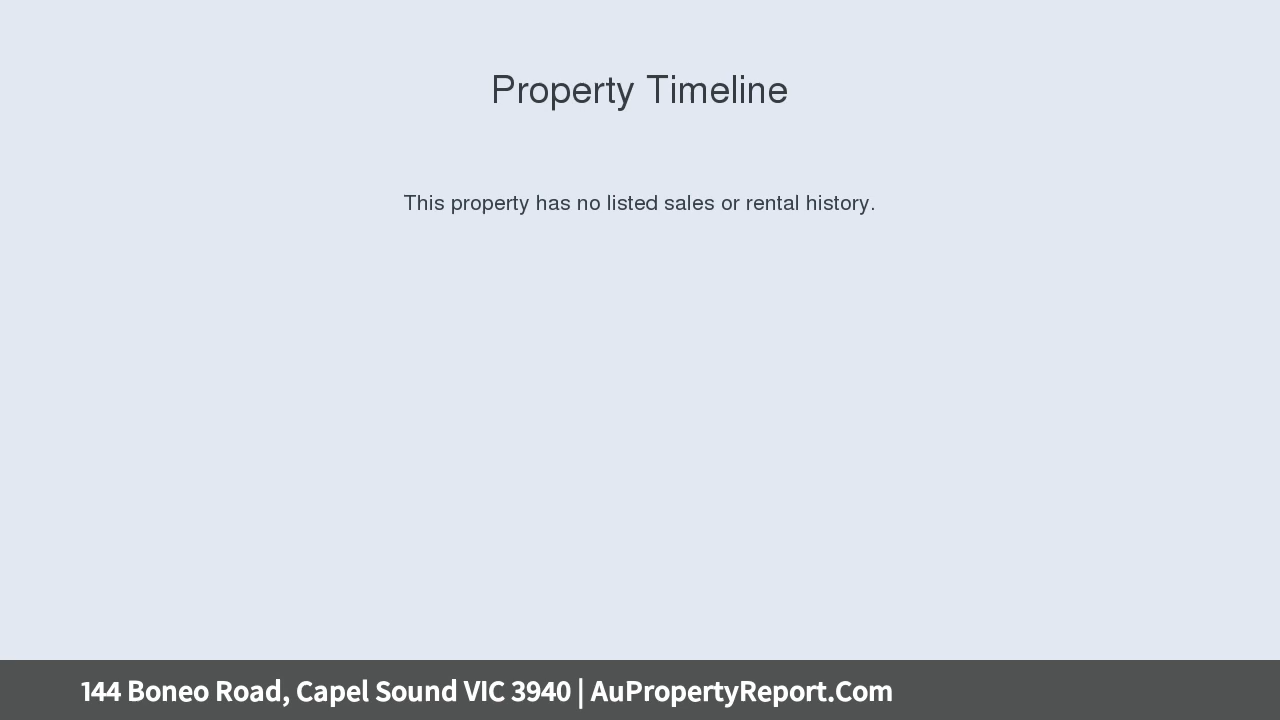 Property Timeline
This property has no listed sales or rental history.
144 Boneo Road, Capel Sound VIC 3940 | AuPropertyReport.Com